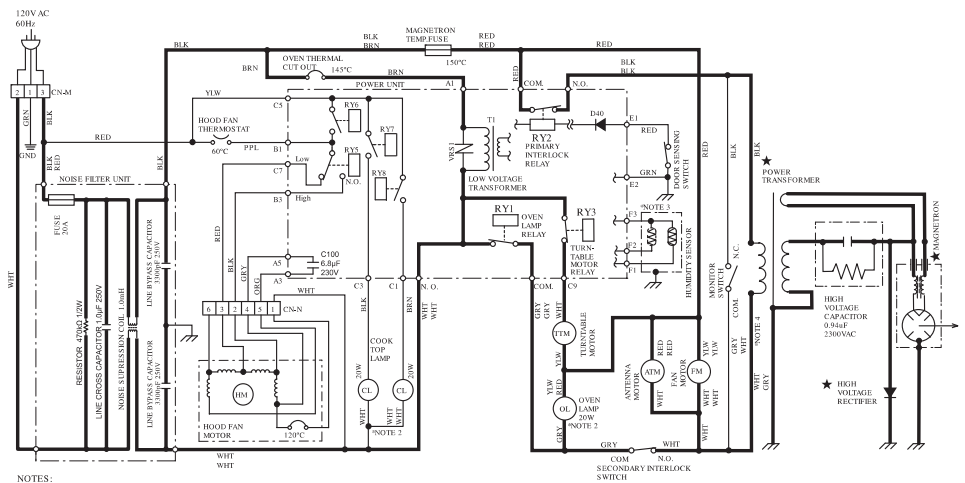 120V AC
60Hz
2 1 3 CN-M
GRN
BLK
GND
BLK
RED
WHT
RED
BLK
BLK
BLK
BRN
MAGNETRON
TEMP.FUSE
150°C
RED
RED
RED
OVEN THERMAL
CUT OUT
145°C
BRN
BRN
POWER UNIT
A1
RED
COM.
N.O.
BLK
BLK
YLW
C5
HOOD FAN
THERMOSTAT
60°C
PPL
B1
C7
Low
N.O.
B3
High
RY6
RY7
RY5
RY8
VRS1
T1
LOW VOLTAGE
TRANSFORMER
RY2
PRIMARY
INTERLOCK
RELAY
D40
E1
RED
GRN
E2
DOOR SENSING
SWITCH
RED
BLK
BLK
POWER
TRANSFORMER
NOISE FILTER UNIT
FUSE
20A
RESISTOR 470kΩ 1/2W
LINE CROSS CAPACITOR 1.0µF 250V
NOISE SUPRESSION COIL 1.0mH
LINE BYPASS CAPACITOR
3300pF 250V
LINE BYPASS CAPACITOR
3300pF 250V
RED
BLK
GRY
ORG
A5
A3
C100
6.8µF
230V
WHT
6 3 2 4 5 1 CN-N
HM
HOOD FAN
MOTOR
120°C
WHT
WHT
C3
C1
N. O.
BLK
BRN
WHT
WHT
COOK
TOP
LAMP
20W
20W
CL
CL
WHT
WHT
WHT
*NOTE 2
RY1
OVEN
LAMP
RELAY
RY3
TURN-
TABLE
MOTOR
RELAY
F3
F2
F1
*NOTE 3
HUMIDITY SENSOR
COM.
C9
GRY
GRY
WHT
TTM
TURNTABLE
MOTOR
YLW
YLW
RED
OL
OVEN
LAMP
20W
*NOTE 2
GRY
ANTENNA
MOTOR
ATM
RED
RED
WHT
FAN
MOTOR
FM
YLW
YLW
WHT
WHT
WHT
GRY
COM
N.O.
WHT
SECONDARY INTERLOCK
SWITCH
MONITOR
SWITCH
N.C.
COM.
GRY
WHT
*NOTE 4
WHT
GRY
HIGH
VOLTAGE
CAPACITOR
0.94uF
2300VAC
MAGNETRON
HIGH
VOLTAGE
RECTIFIER
NOTES: